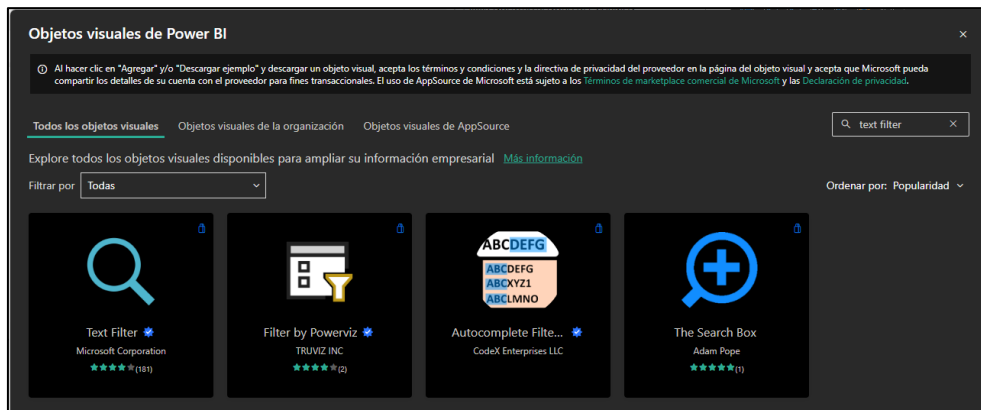 Objetos visuales de Power BI
Al hacer clic en "Agregar" y/o "Descargar ejemplo" y descargar un objeto visual, acepta los términos y condiciones y la directiva de privacidad del proveedor en la página del objeto visual y acepta que Microsoft pueda
compartir los detalles de su cuenta con el proveedor para fines transaccionales. El uso de AppSource de Microsoft está sujeto a los Términos de marketplace comercial de Microsoft y las Declaración de privacidad.
Todos los objetos visuales Objetos visuales de la organización Objetos visuales de AppSource text filter
Explore todos los objetos visuales disponibles para ampliar su información empresarial Más información
Filtrar por Todas Ordenar por: Popularidad
ABCDEFG
ABCDEFG
ABCXYZ1
ABCLMNO
Text Filter Filter by Powerviz Autocomplete Filte... The Search Box
Microsoft Corporation TRUVIZ INC CodeX Enterprises LLC Adam Pope
(181) (2) (1)